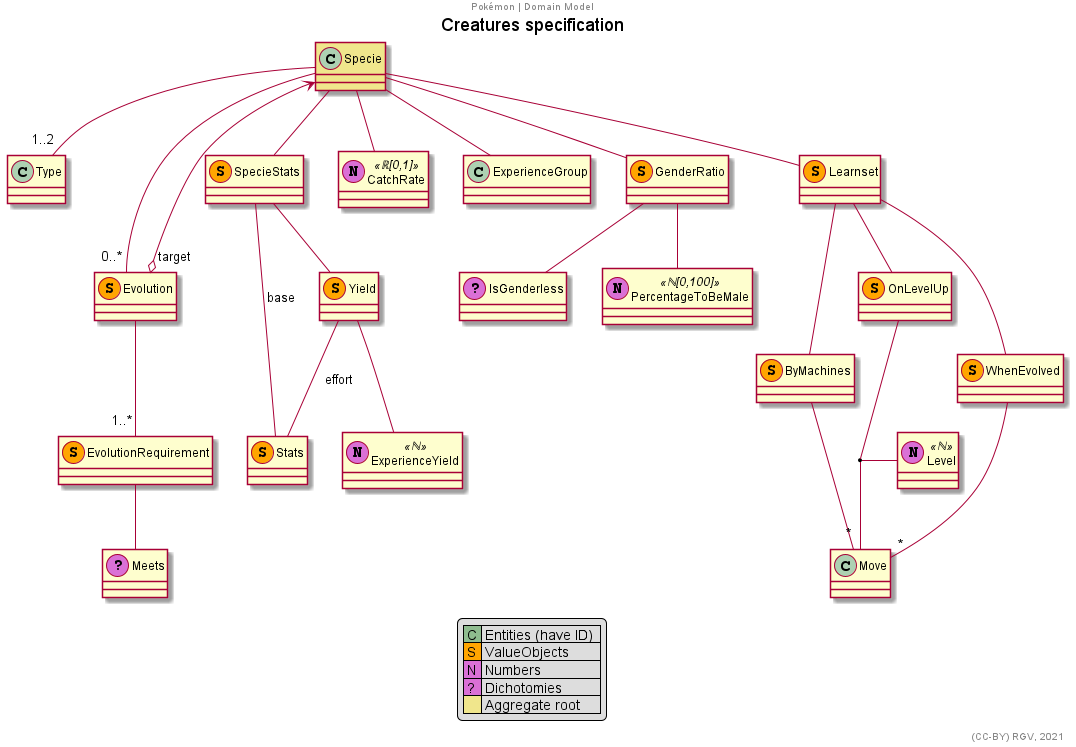 Pokémon | Domain Model
Creatures specification
C Specie
1..2
C Type
S SpecieStats
N «ℝ[0,1]»
CatchRate
C ExperienceGroup
S GenderRatio
S Learnset
0..*
target
S Evolution
base
S Yield
? IsGenderless
N «ℕ[0,100]»
PercentageToBeMale
S OnLevelUp
effort
S ByMachines
S WhenEvolved
1..*
S EvolutionRequirement
S Stats
N «ℕ»
ExperienceYield
N «ℕ»
Level
*
*
? Meets
C Move
C Entities (have ID)
S ValueObjects
N Numbers
? Dichotomies
Aggregate root
(CC-BY) RGV, 2021